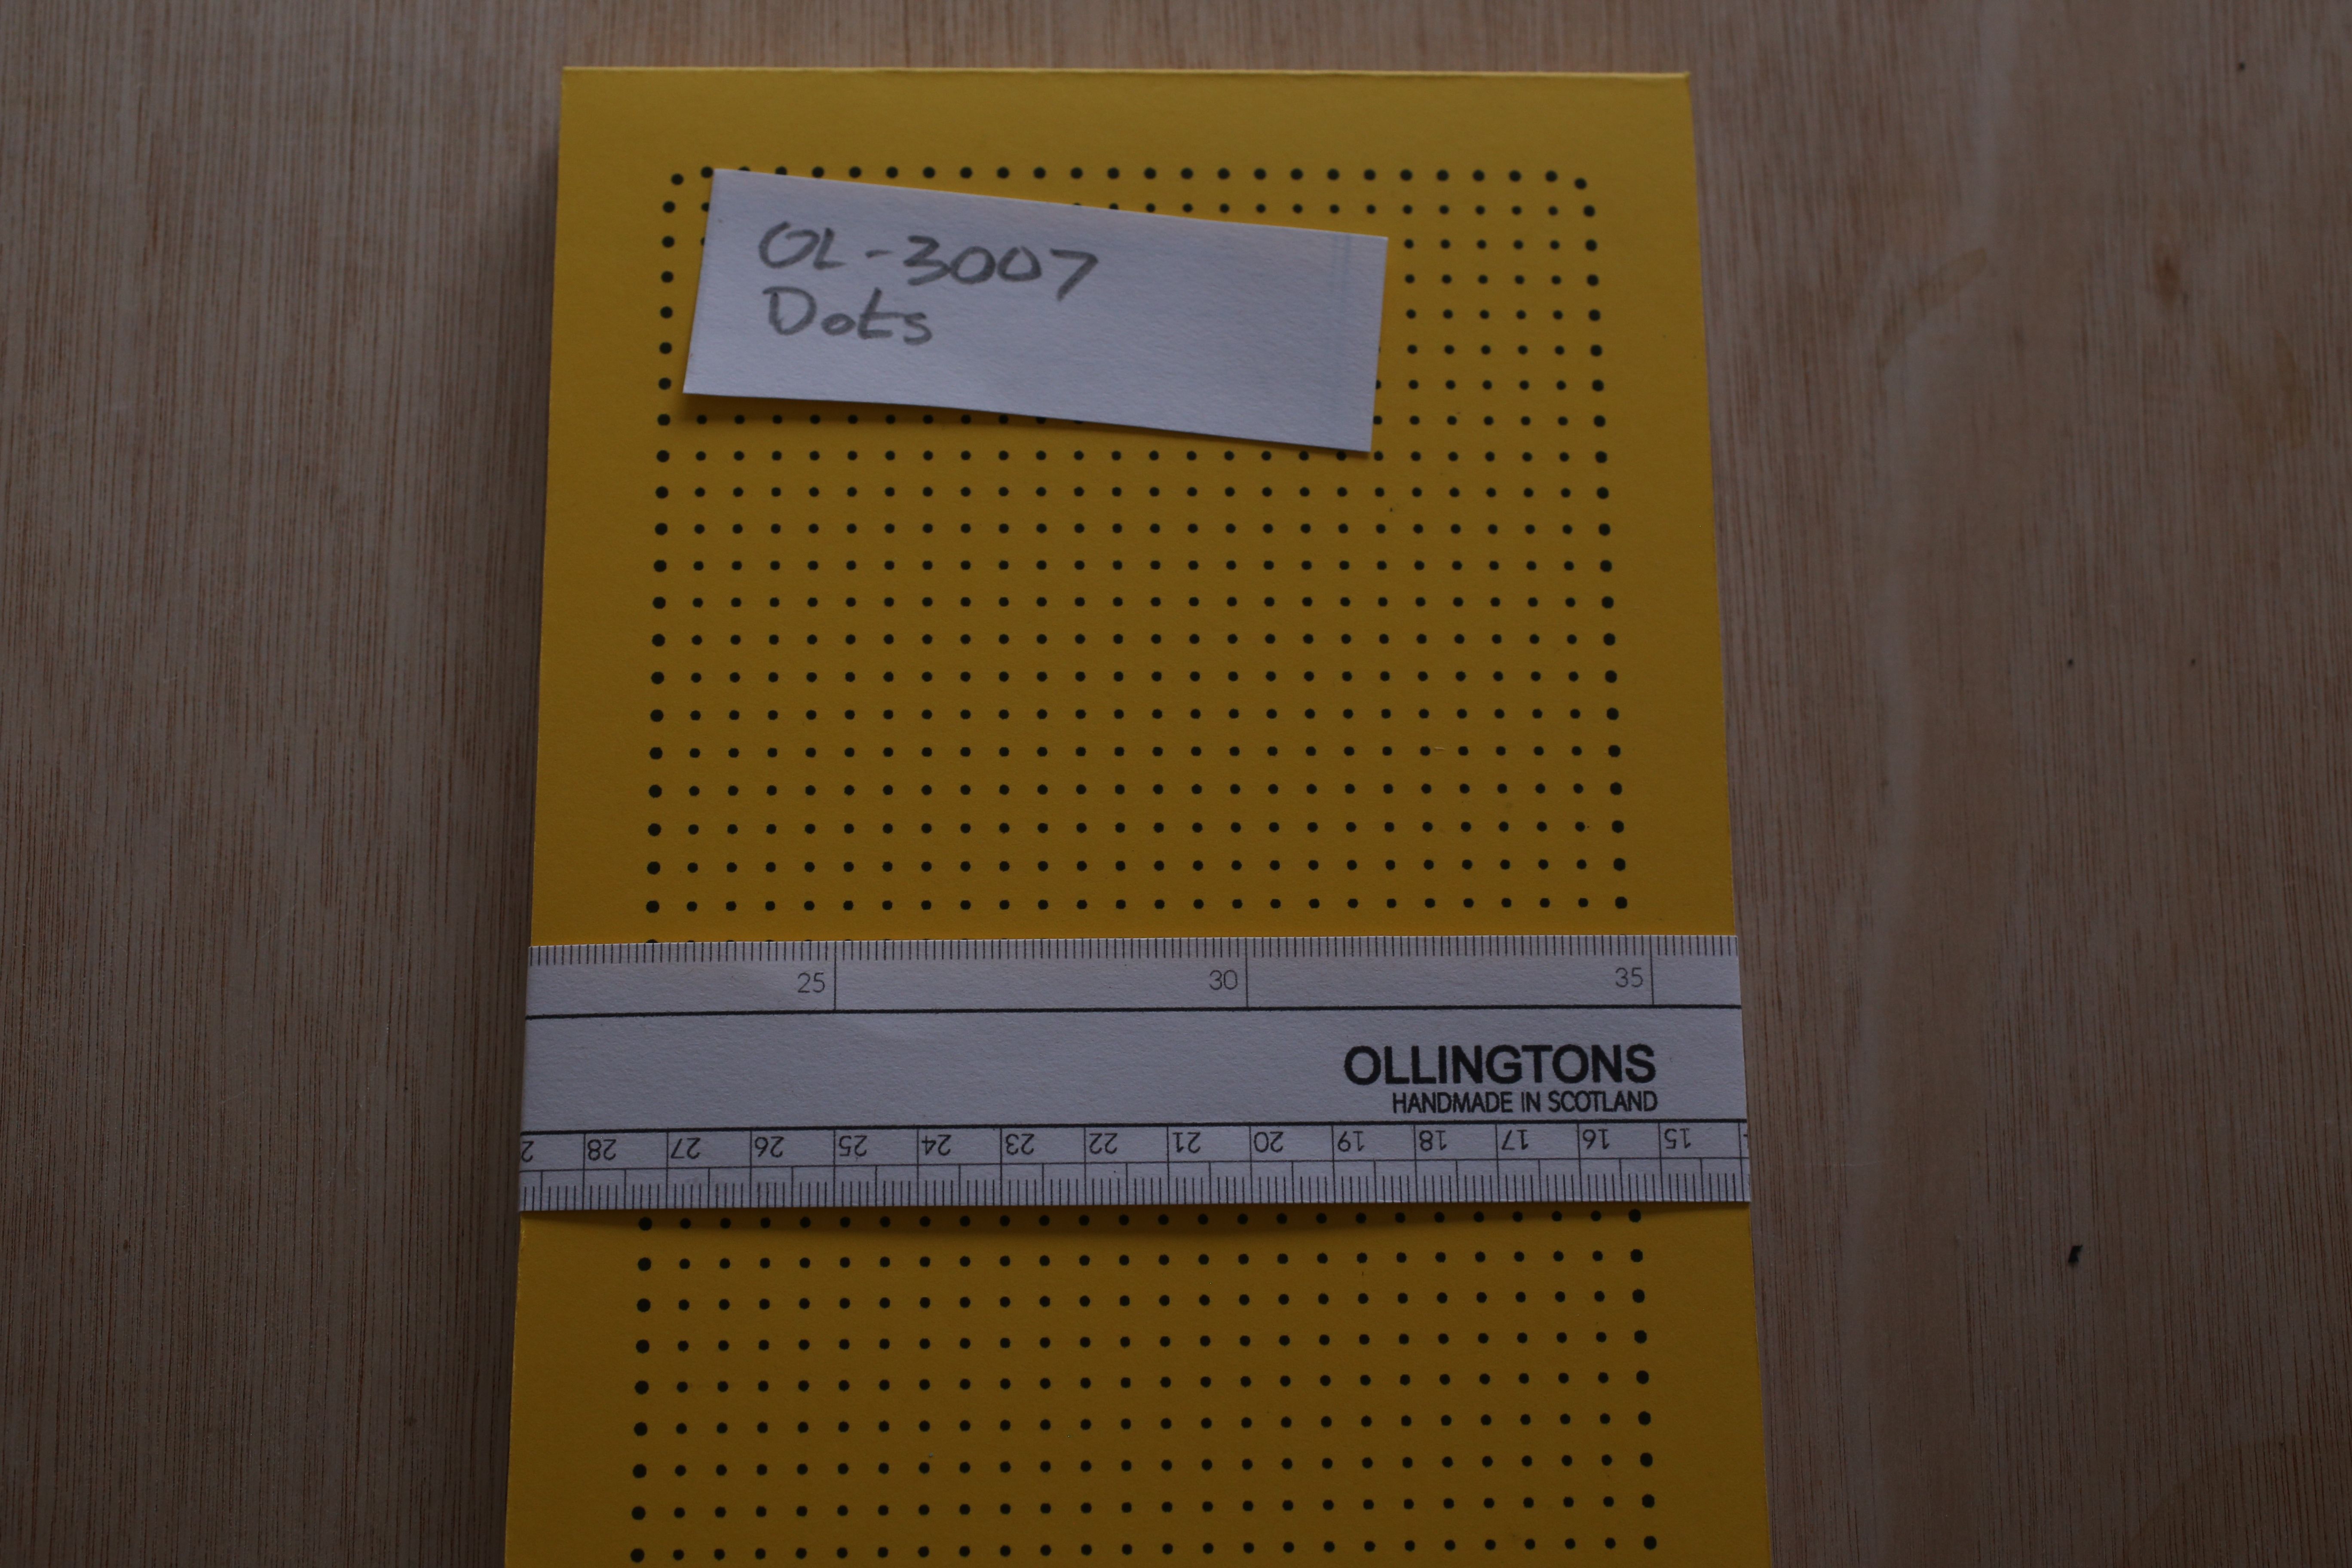 OL-3007
Dots
25 30 35
OLLINGTONS
HANDMADE IN SCOTLAND
28 27 26 25 24 23 22 21 20 19 18 17 16 15